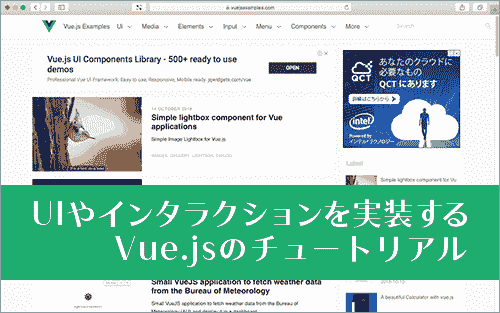 vuejsexamples.com
Vue.js Examples
Ui
Media
Elements
Input
Menu
Components
More
Search
Vue.js UI Components Library - 500+ ready to use
demos
Professional Vue UI Framework. Easy to use, Responsive, Mobile ready. jqwidgets.com/vue
OPEN
あなたのクラウドに
必要なもの
QCTにあります
QCT
詳細はこちらから
intel
Powered by
インテル・テクノロジー
14 OCTOBER 2018
Simple lightbox component for Vue
applications
Simple Image Lightbox for Vue.js
Latest
Simple lightbox component for Vue
UIやインタラクションを実装する
Vue.jsのチュートリアル
Small VueJS application to fetch weather data
from the Bureau of Meteorology
Small VueJS application to fetch weather data from the Bureau of
A beautiful Calculator with vue.js